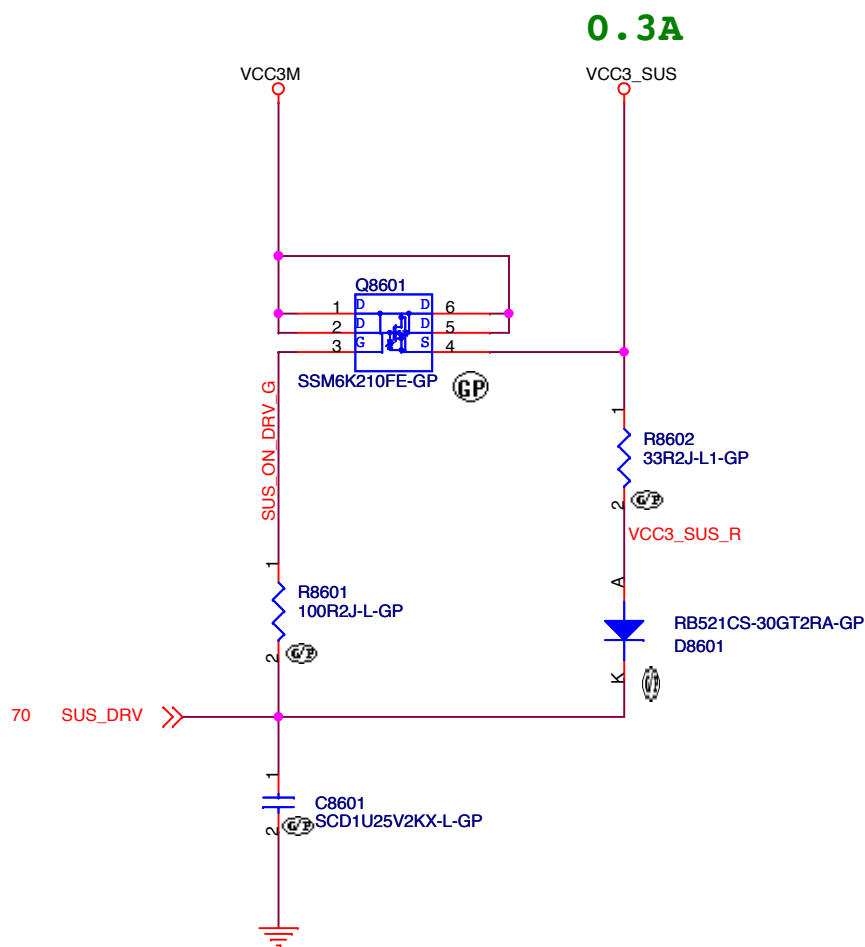 0.3A
VCC3M
VCC3_SUS
Q8601
1 D D 6
2 D D 5
3 G S 4
SSM6K210FE-GP
GP
SUS_ON_DRV_G
1
R8602
33R2J-L1-GP
2
G/P
VCC3_SUS_R
1
R8601
100R2J-L-GP
2
G/P
A
RB521CS-30GT2RA-GP
D8601
K
G/P
70 SUS_DRV
1
C8601
SCD1U25V2KX-L-GP
2
G/P